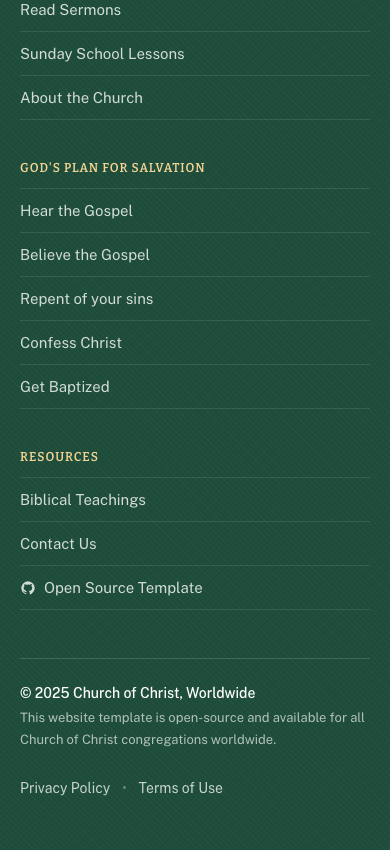 Read Sermons
Sunday School Lessons
About the Church
GOD'S PLAN FOR SALVATION
Hear the Gospel
Believe the Gospel
Repent of your sins
Confess Christ
Get Baptized
RESOURCES
Biblical Teachings
Contact Us
Open Source Template
© 2025 Church of Christ, Worldwide
This website template is open-source and available for all
Church of Christ congregations worldwide.
Privacy Policy • Terms of Use